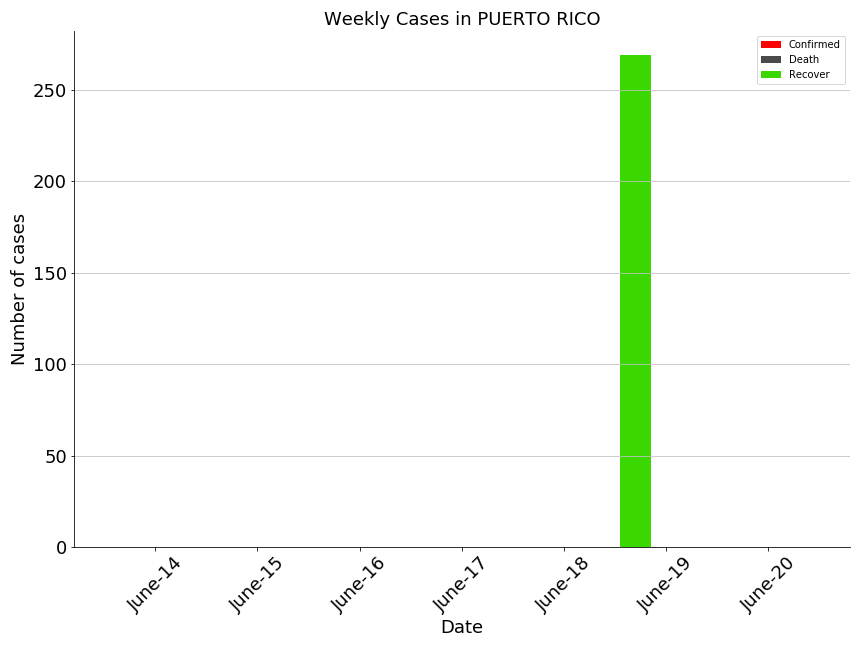 Weekly Cases in PUERTO RICO
Confirmed
Death
Recover
Number of cases
250
200
150
100
50
0
June-14
June-15
June-16
June-17
June-18
June-19
June-20
Date